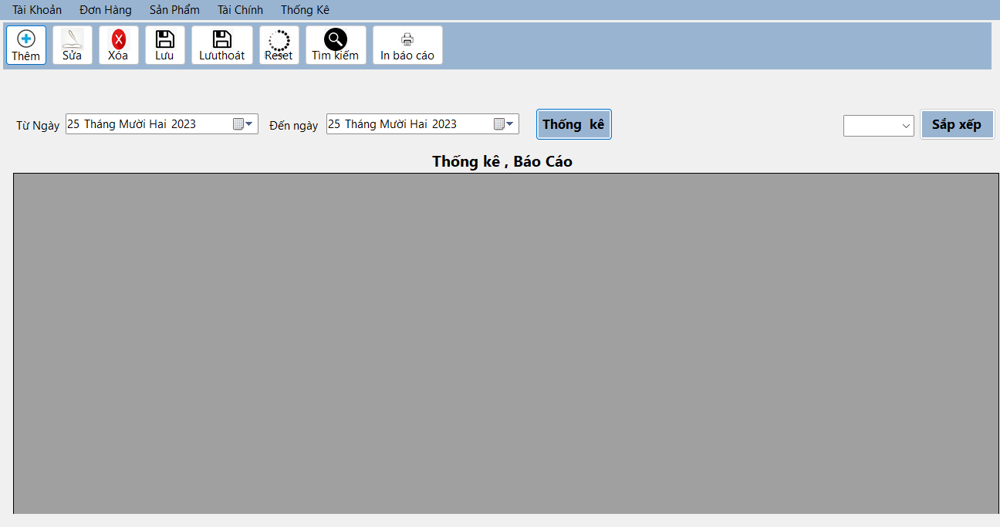 Tài Khoản Đơn Hàng Sản Phẩm Tài Chính Thống Kê
Thêm Sửa Xóa Lưu Lưuthoát Reset Tìm kiếm In báo cáo
Từ Ngày 25 Tháng Mười Hai 2023 Đến ngày 25 Tháng Mười Hai 2023 Thống kê Sắp xếp
Thống kê , Báo Cáo